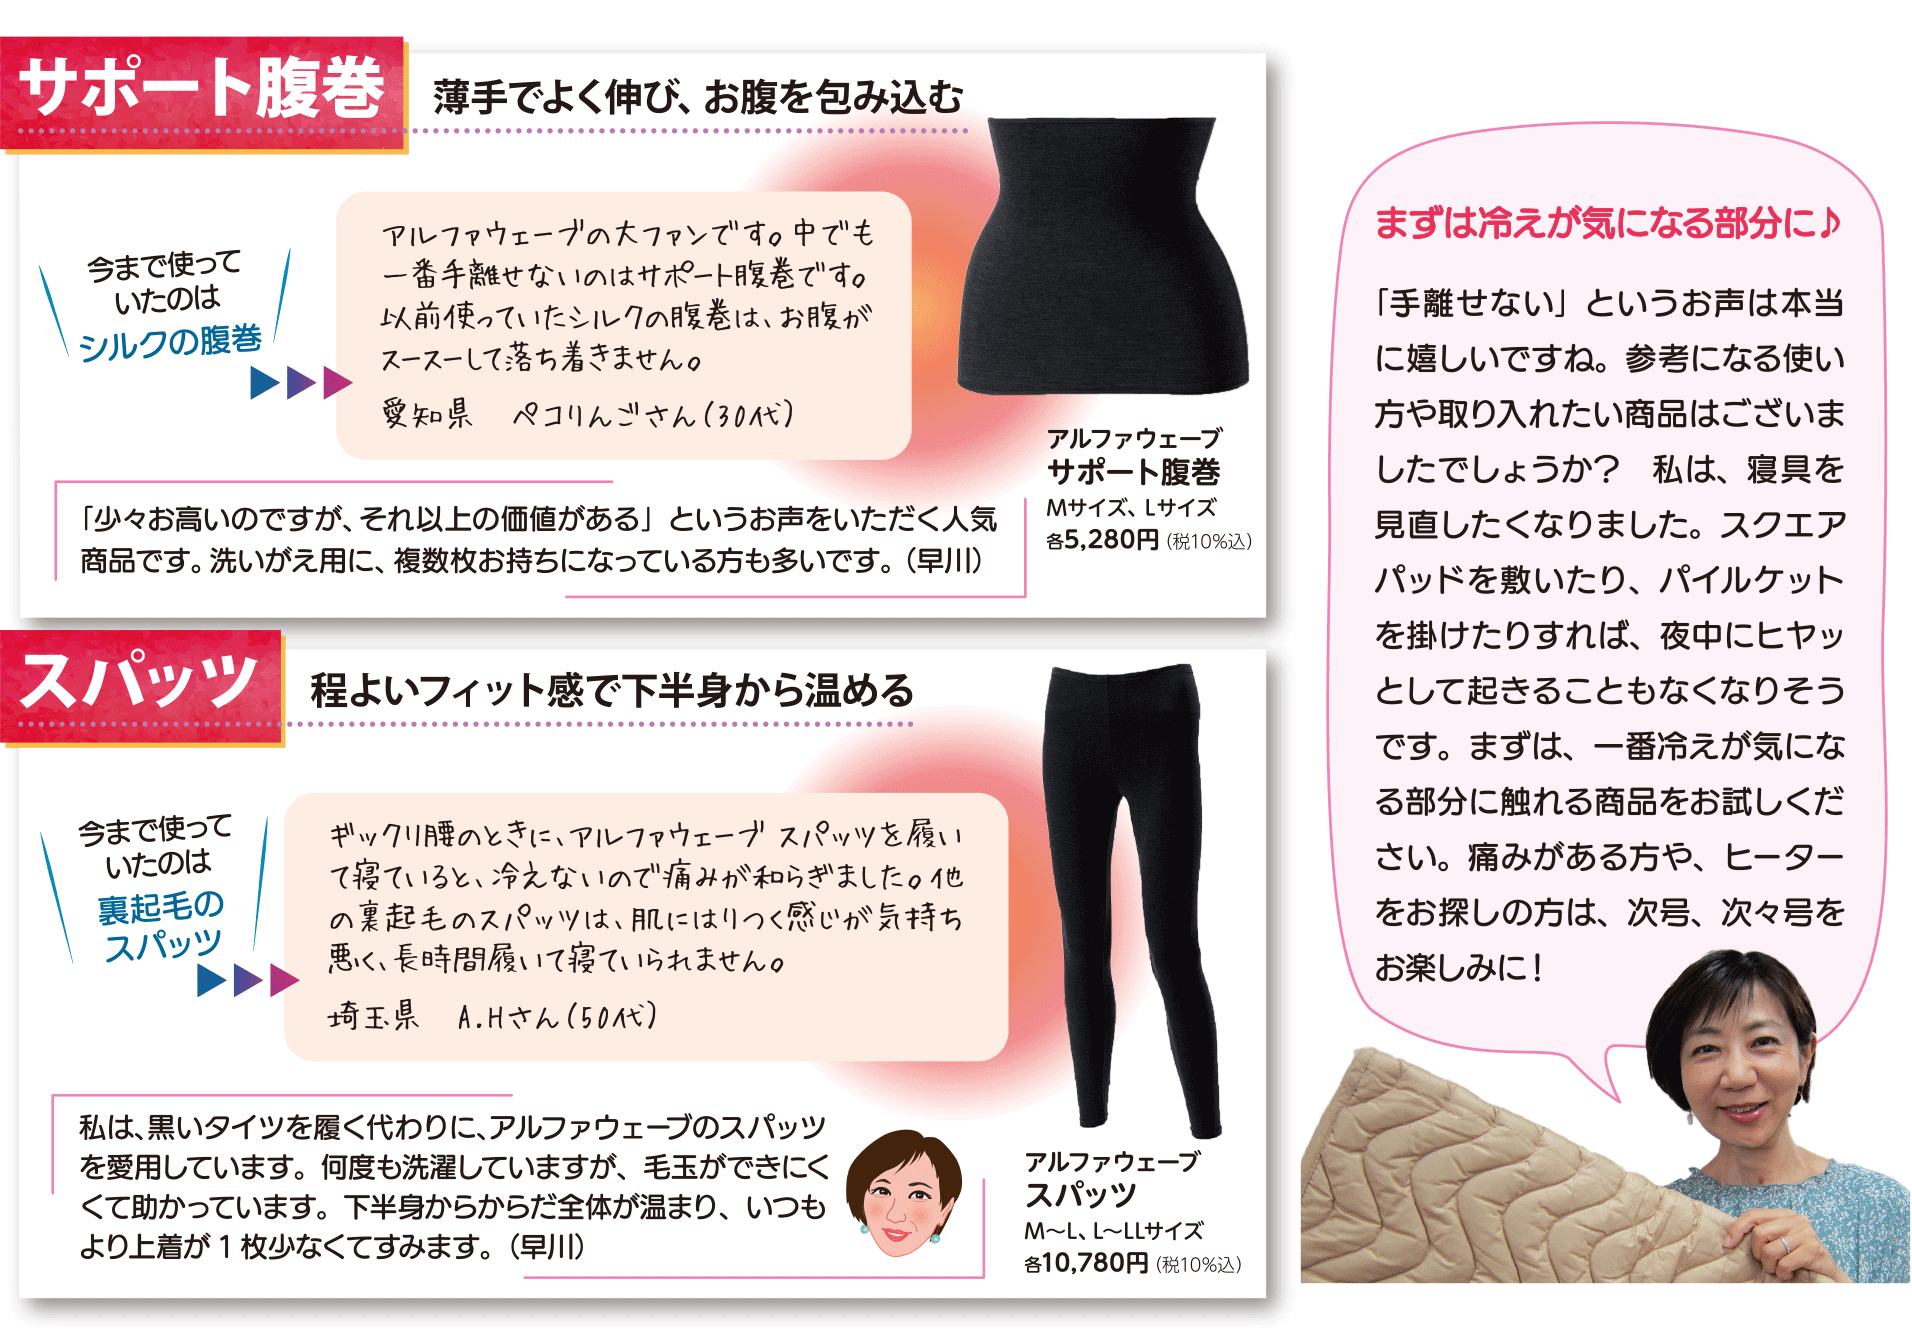 サポート腹巻
薄手でよく伸び、お腹を包み込む
今まで使って
いたのは
シルクの腹巻
アルファウェーブの大ファンです。中でも
一番手離せないのはサポート腹巻です。
以前使っていたシルクの腹巻は、お腹が
スースーして落ち着きません。
愛知県　ペコりんごさん(30代)
アルファウェーブ
サポート腹巻
Mサイズ、Lサイズ
各5,280円（税10％込）
「少々お高いのですが、それ以上の価値がある」というお声をいただく人気
商品です。洗いがえ用に、複数枚お持ちになっている方も多いです。（早川）
スパッツ
程よいフィット感で下半身から温める
今まで使って
いたのは
裏起毛の
スパッツ
ギックリ腰のときに、アルファウェーブ スパッツを履い
て寝ていると、冷えないので痛みが和らぎました。他
の裏起毛のスパッツは、肌にはりつく感じが気持ち
悪く、長時間履いて寝ていられません。
埼玉県　A.Hさん(50代)
私は、黒いタイツを履く代わりに、アルファウェーブのスパッツ
を愛用しています。何度も洗濯していますが、毛玉ができにく
くて助かっています。下半身からからだ全体が温まり、いつも
より上着が1枚少なくてすみます。（早川）
アルファウェーブ
スパッツ
M〜L、L〜LLサイズ
各10,780円（税10％込）
まずは冷えが気になる部分に♪
「手離せない」というお声は本当
に嬉しいですね。参考になる使い
方や取り入れたい商品はございま
したでしょうか？　私は、寝具を
見直したくなりました。スクエア
パッドを敷いたり、パイルケット
を掛けたりすれば、夜中にヒヤッ
として起きることもなくなりそう
です。まずは、一番冷えが気にな
る部分に触れる商品をお試しくだ
さい。痛みがある方や、ヒーター
をお探しの方は、次号、次々号を
お楽しみに！